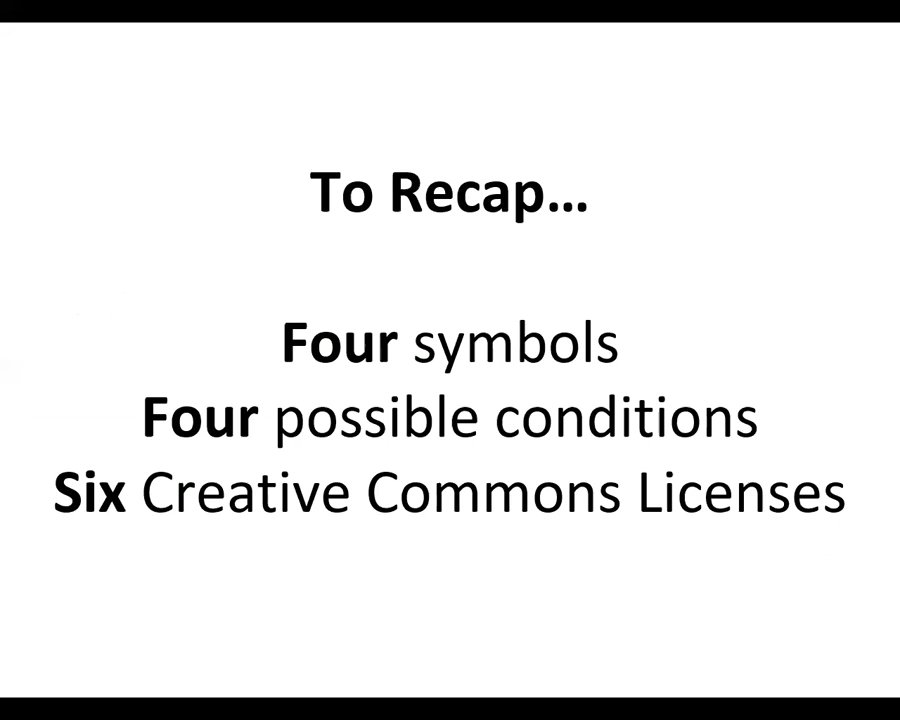 To Recap…
Four symbols
Four possible conditions
Six Creative Commons Licenses